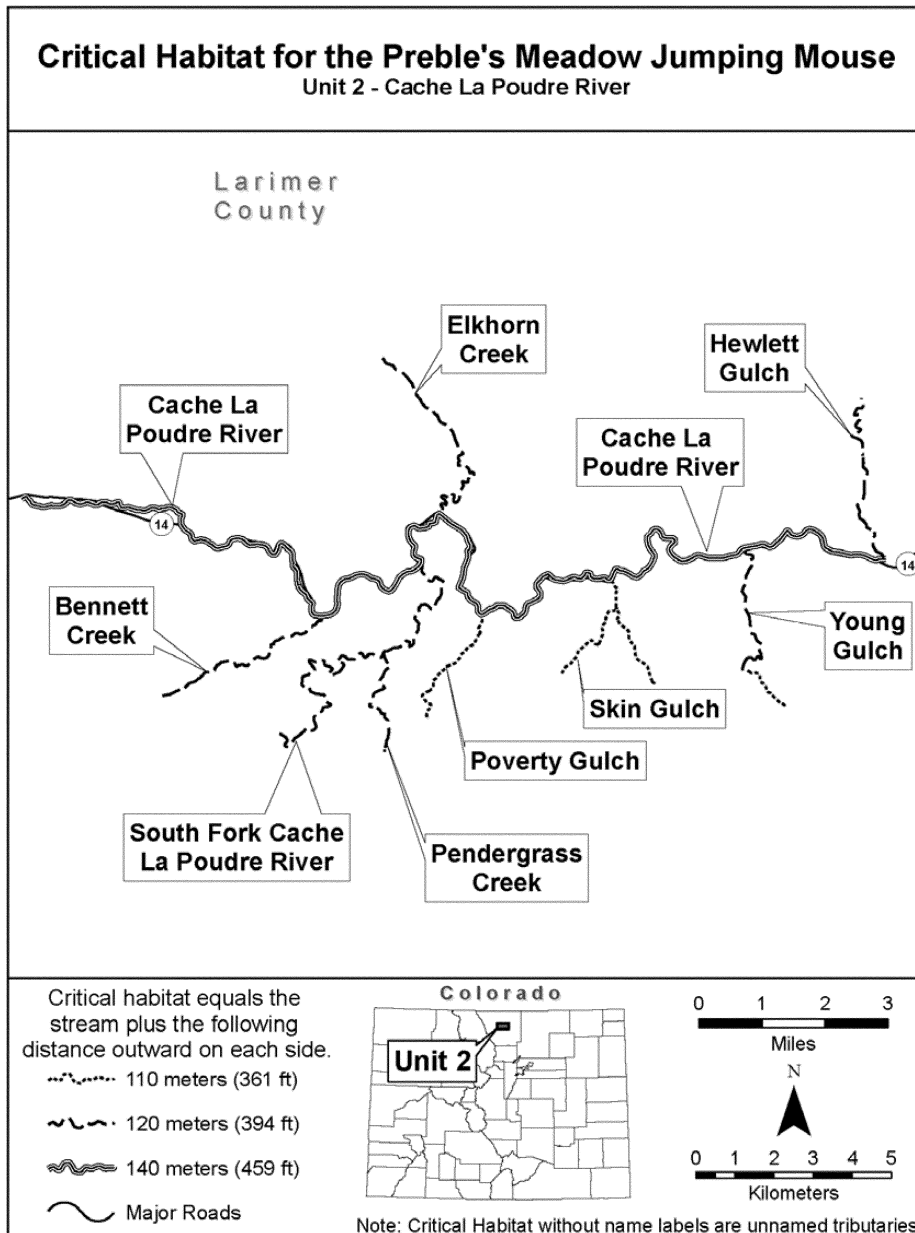 Critical Habitat for the Preble's Meadow Jumping Mouse
Unit 2 - Cache La Poudre River
Larimer
County
Elkhorn
Creek
Hewlett
Gulch
Cache La
Poudre River
Cache La
Poudre River
14
14
Bennett
Creek
Young
Gulch
Skin Gulch
Poverty Gulch
South Fork Cache
La Poudre River
Pendergrass
Creek
Critical habitat equals the
stream plus the following
distance outward on each side.
110 meters (361 ft)
120 meters (394 ft)
140 meters (459 ft)
Major Roads
Colorado
Unit 2
0 1 2 3
Miles
N
0 1 2 3 4 5
Kilometers
Note: Critical Habitat without name labels are unnamed tributaries